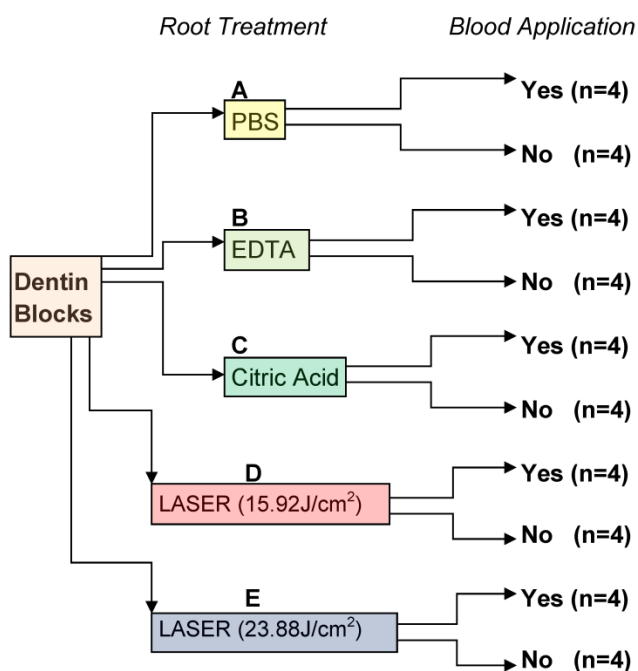 Root Treatment Blood Application
A
PBS
Yes (n=4)
No (n=4)
B
EDTA
Yes (n=4)
No (n=4)
Dentin
Blocks
C
Citric Acid
Yes (n=4)
No (n=4)
D
LASER (15.92J/cm²)
Yes (n=4)
No (n=4)
E
LASER (23.88J/cm²)
Yes (n=4)
No (n=4)